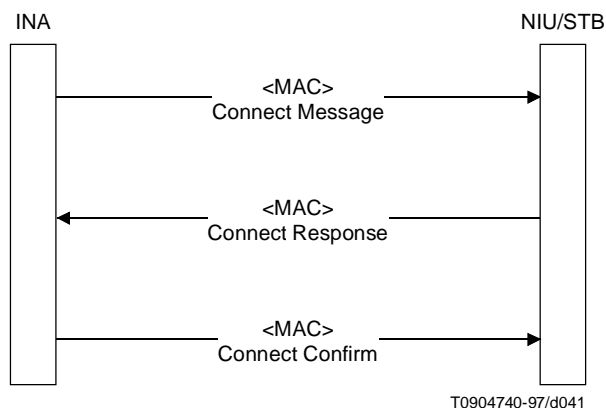 INA
NIU/STB
<MAC>
Connect Message
<MAC>
Connect Response
<MAC>
Connect Confirm
T0904740-97/d041